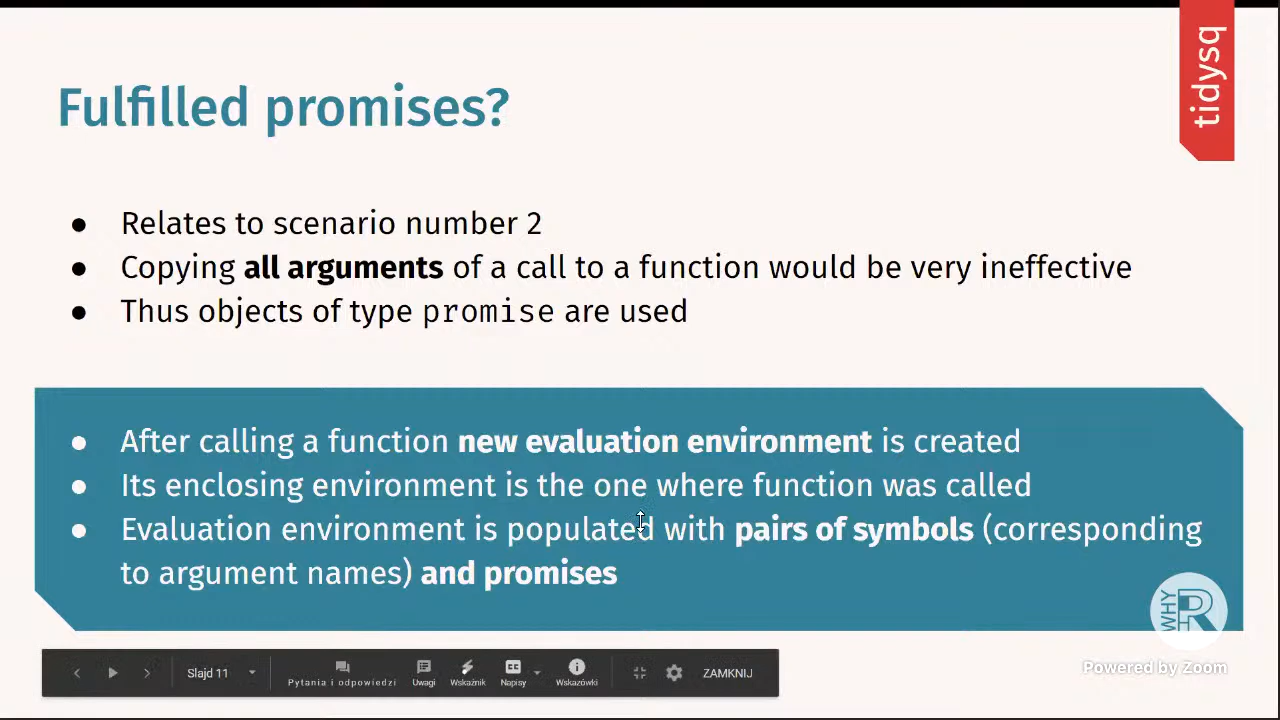 tidysq
Fulfilled promises?
● Relates to scenario number 2
● Copying all arguments of a call to a function would be very ineffective
● Thus objects of type promise are used
● After calling a function new evaluation environment is created
● Its enclosing environment is the one where function was called
● Evaluation environment is populated with pairs of symbols (corresponding
to argument names) and promises
WHY R
Powered by Zoom
Slajd 11
Pytania i odpowiedzi
Uwagi
Wskaźnik
Napisy
Wskazówki
ZAMKNIJ